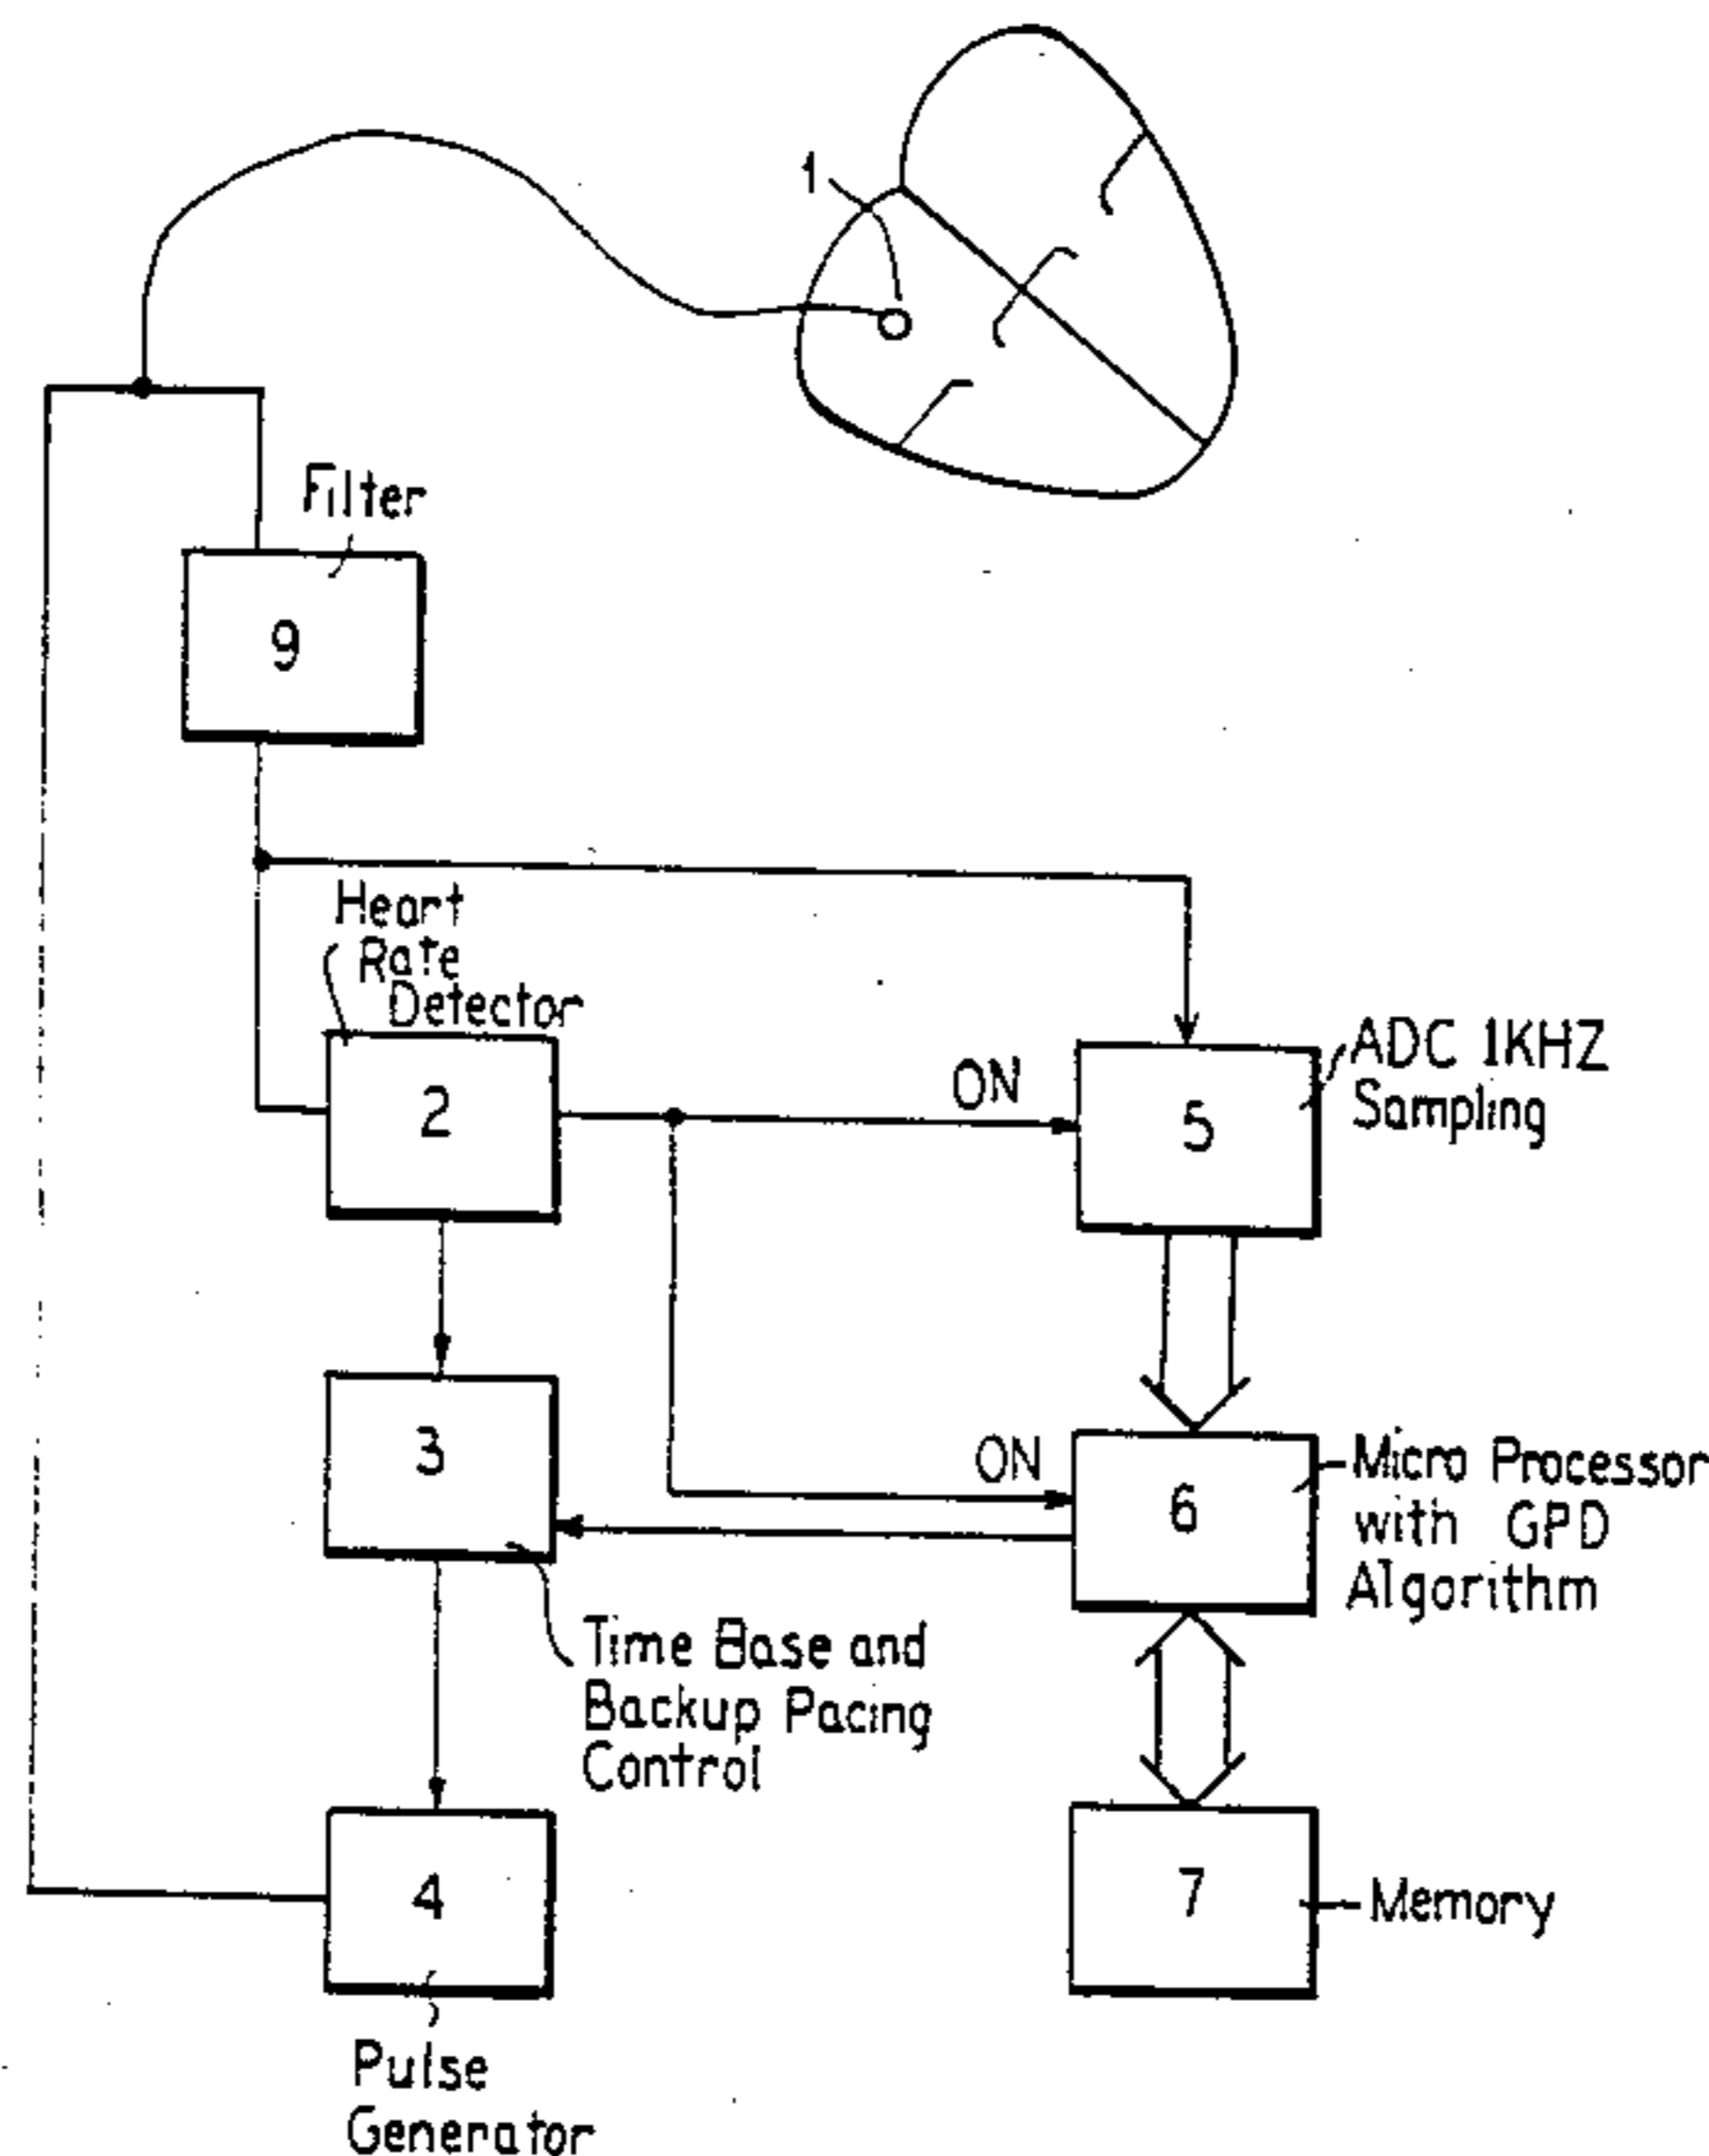 1
Filter
9
Heart
Rate
Detector
2
ON
5
ADC 1KHZ
Sampling
3
ON
6
Micro Processor
with GPD
Algorithm
Time Base and
Backup Pacing
Control
4
7
Memory
Pulse
Generator